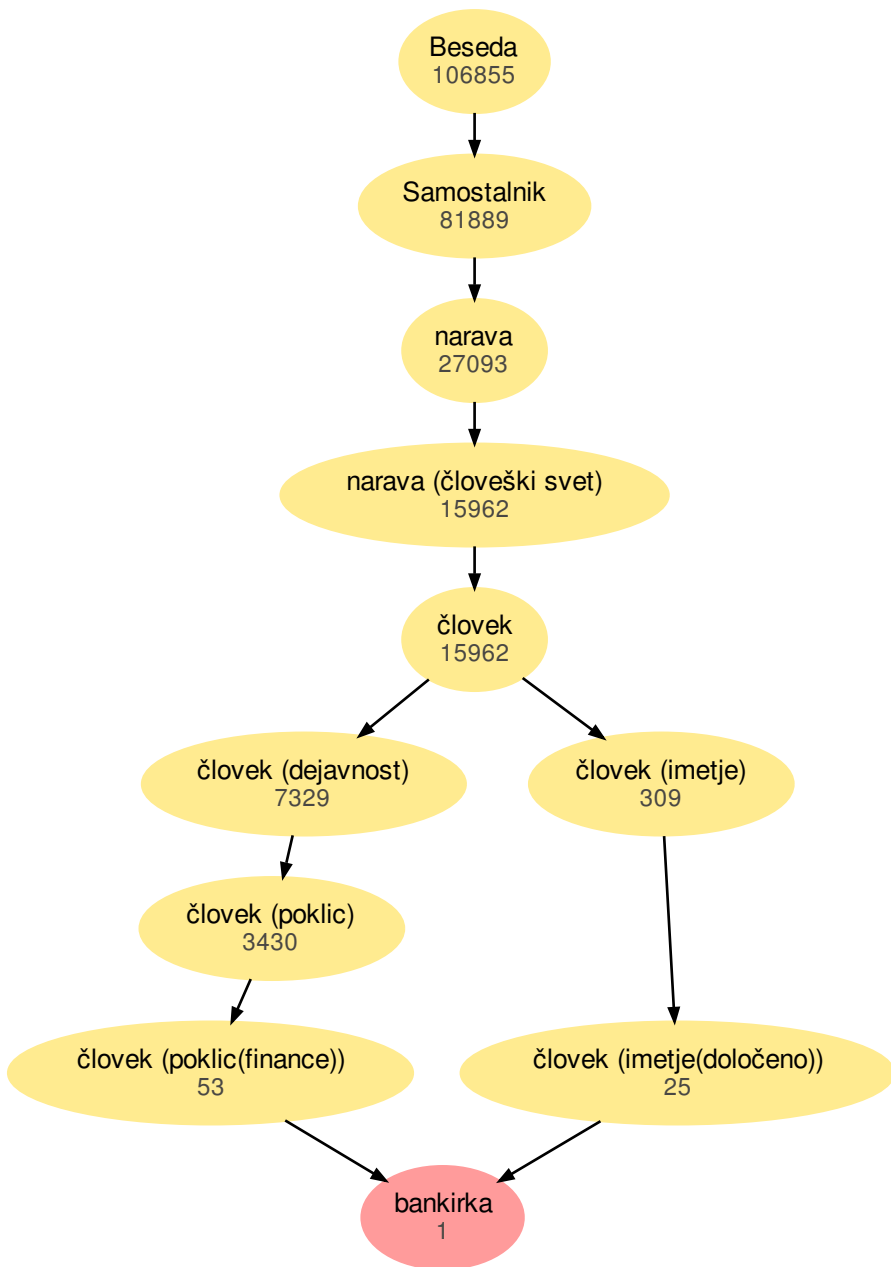 Beseda
106855
Samostalnik
81889
narava
27093
narava (človeški svet)
15962
človek
15962
človek (dejavnost)
7329
človek (imetje)
309
človek (poklic)
3430
človek (poklic(finance))
53
človek (imetje(določeno))
25
bankirka
1